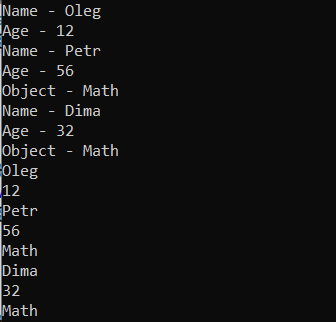 Name - Oleg
Age - 12
Name - Petr
Age - 56
Object - Math
Name - Dima
Age - 32
Object - Math
Oleg
12
Petr
56
Math
Dima
32
Math